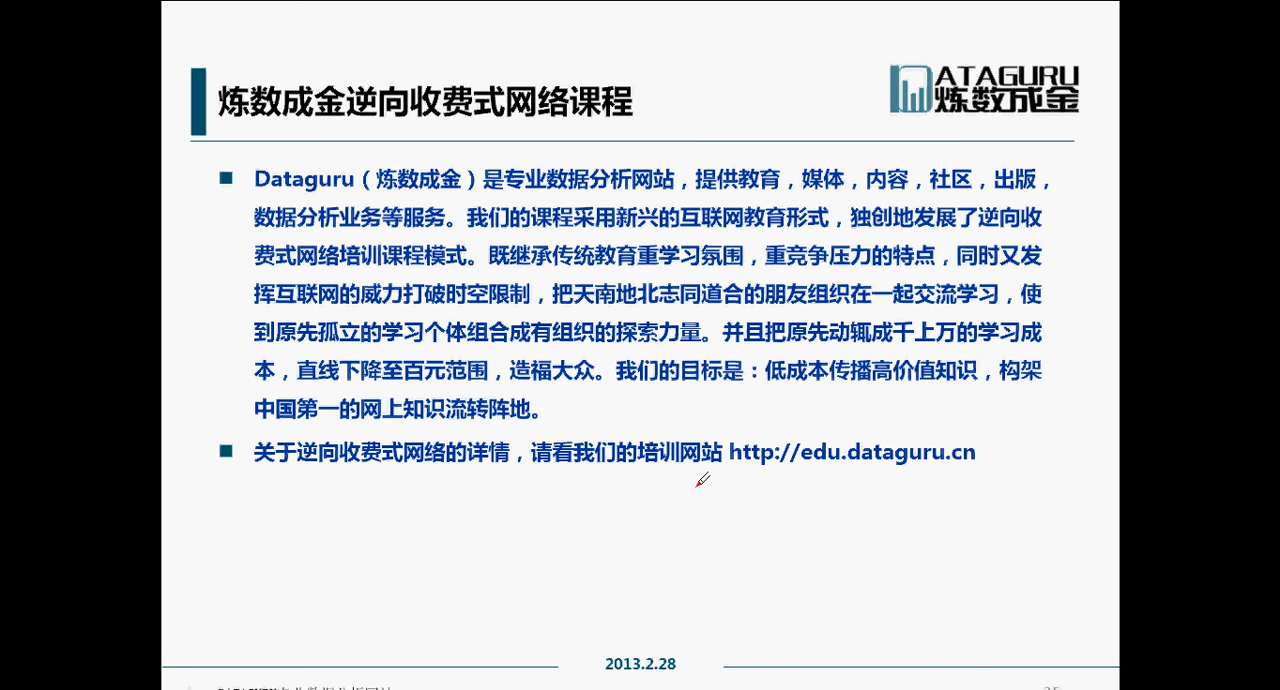 炼数成金逆向收费式网络课程
ATAGURU
炼数成金
Dataguru（炼数成金）是专业数据分析网站，提供教育，媒体，内容，社区，出版，
数据分析业务等服务。我们的课程采用新兴的互联网教育形式，独创地发展了逆向收
费式网络培训课程模式。既继承传统教育重学习氛围，重竞争压力的特点，同时又发
挥互联网的威力打破时空限制，把天南地北志同道合的朋友组织在一起交流学习，使
到原先孤立的学习个体组合成有组织的探索力量。并且把原先动辄成千上万的学习成
本，直线下降至百元范围，造福大众。我们的目标是：低成本传播高价值知识，构架
中国第一的网上知识流转阵地。
关于逆向收费式网络的详情，请看我们的培训网站 http://edu.dataguru.cn
2013.2.28